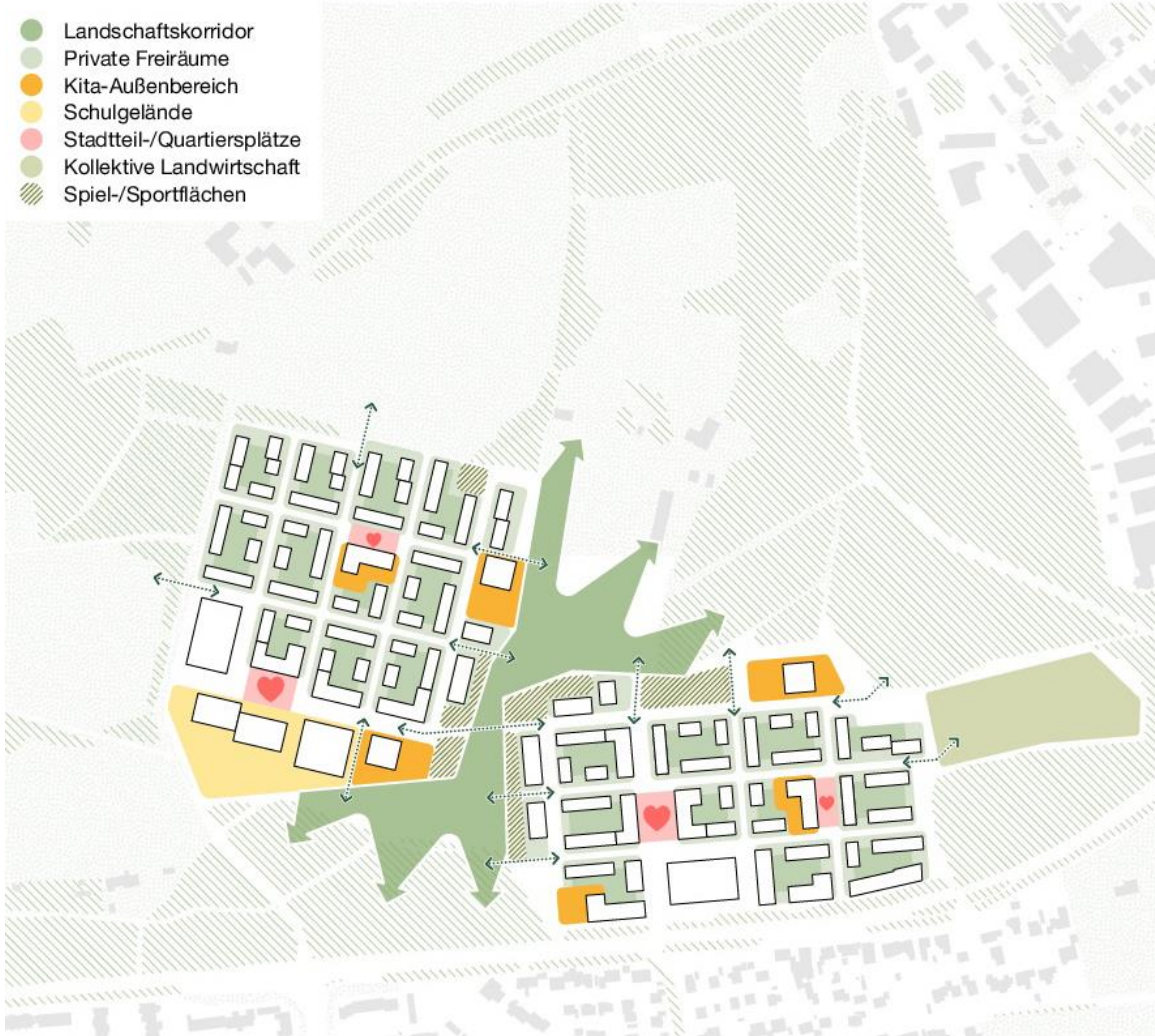 Landschaftskorridor
Private Freiräume
Kita-Außenbereich
Schulgelände
Stadtteil-/Quartiersplätze
Kollektive Landwirtschaft
Spiel-/Sportflächen